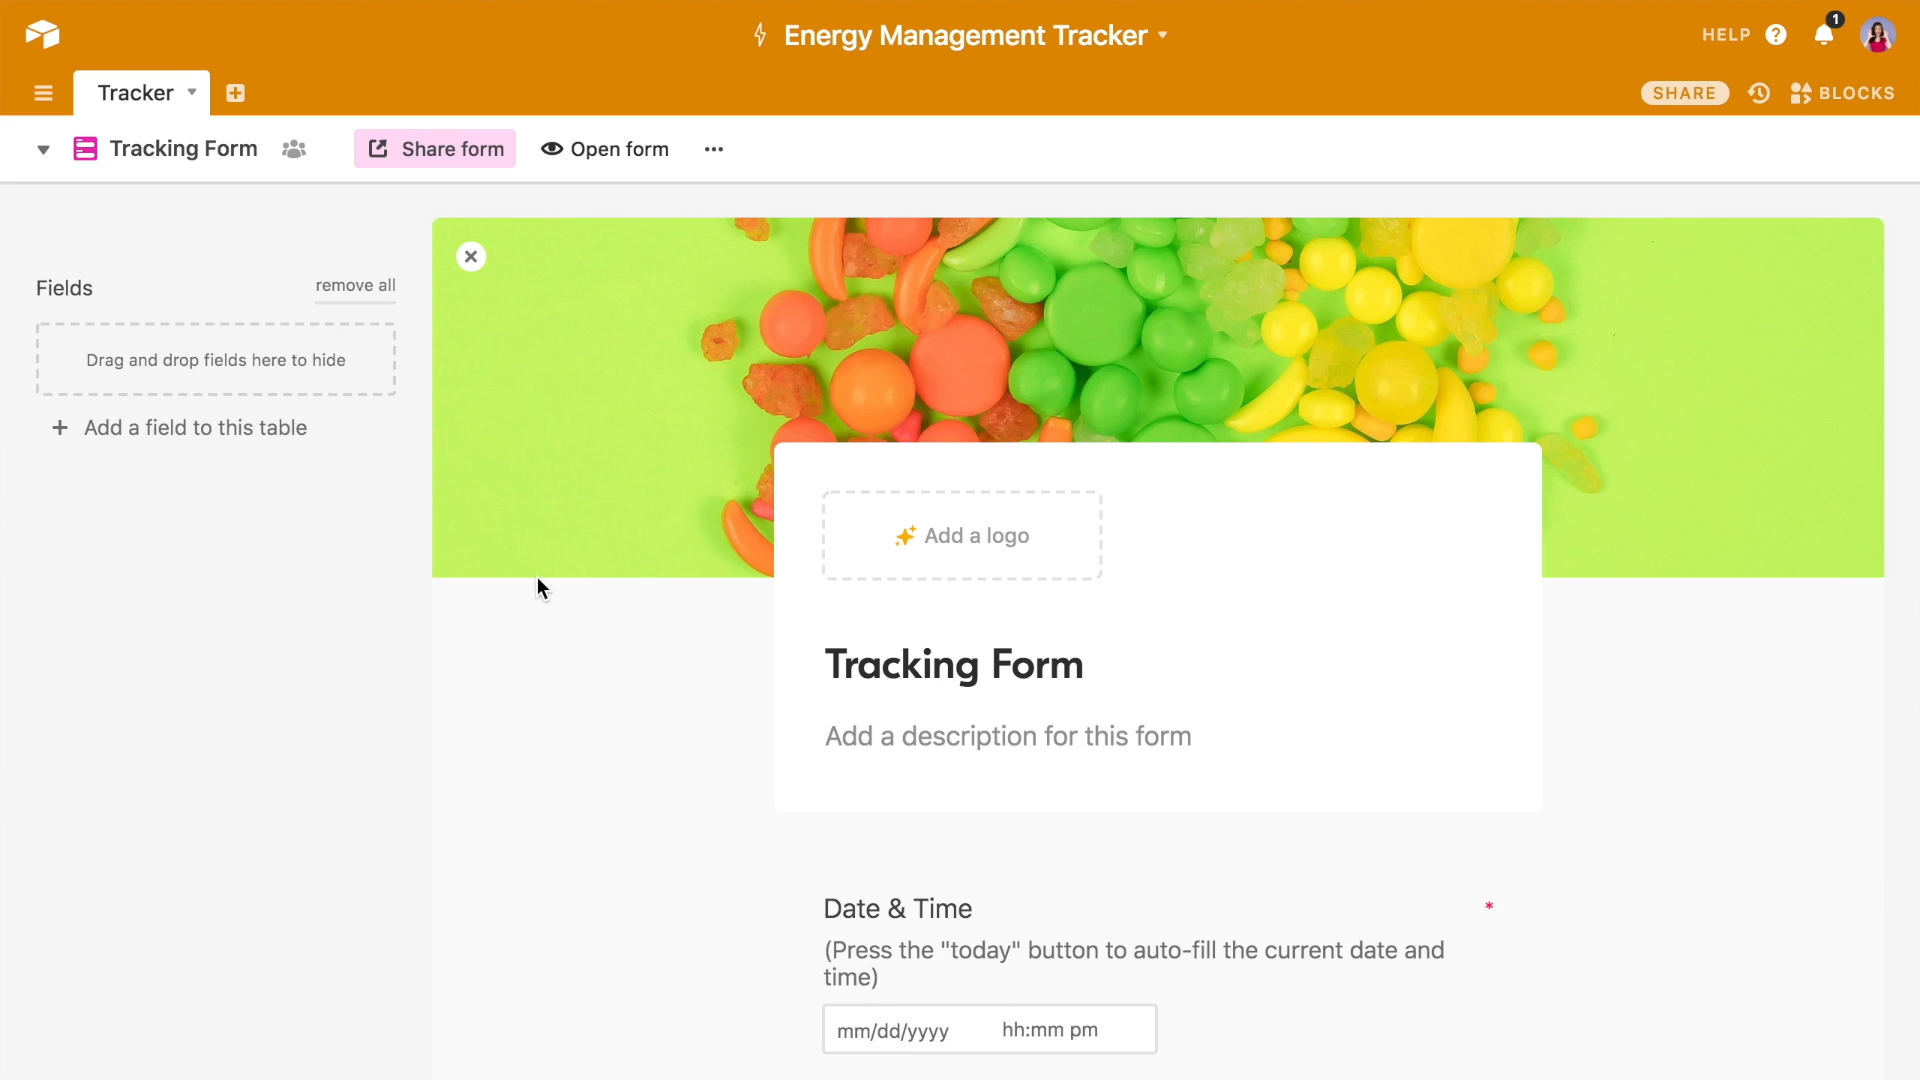 Energy Management Tracker
HELP
1
Tracker
SHARE
BLOCKS
Tracking Form
Share form
Open form
Fields
remove all
Drag and drop fields here to hide
Add a field to this table
Add a logo
Tracking Form
Add a description for this form
Date & Time *
(Press the "today" button to auto-fill the current date and
time)
mm/dd/yyyy hh:mm pm